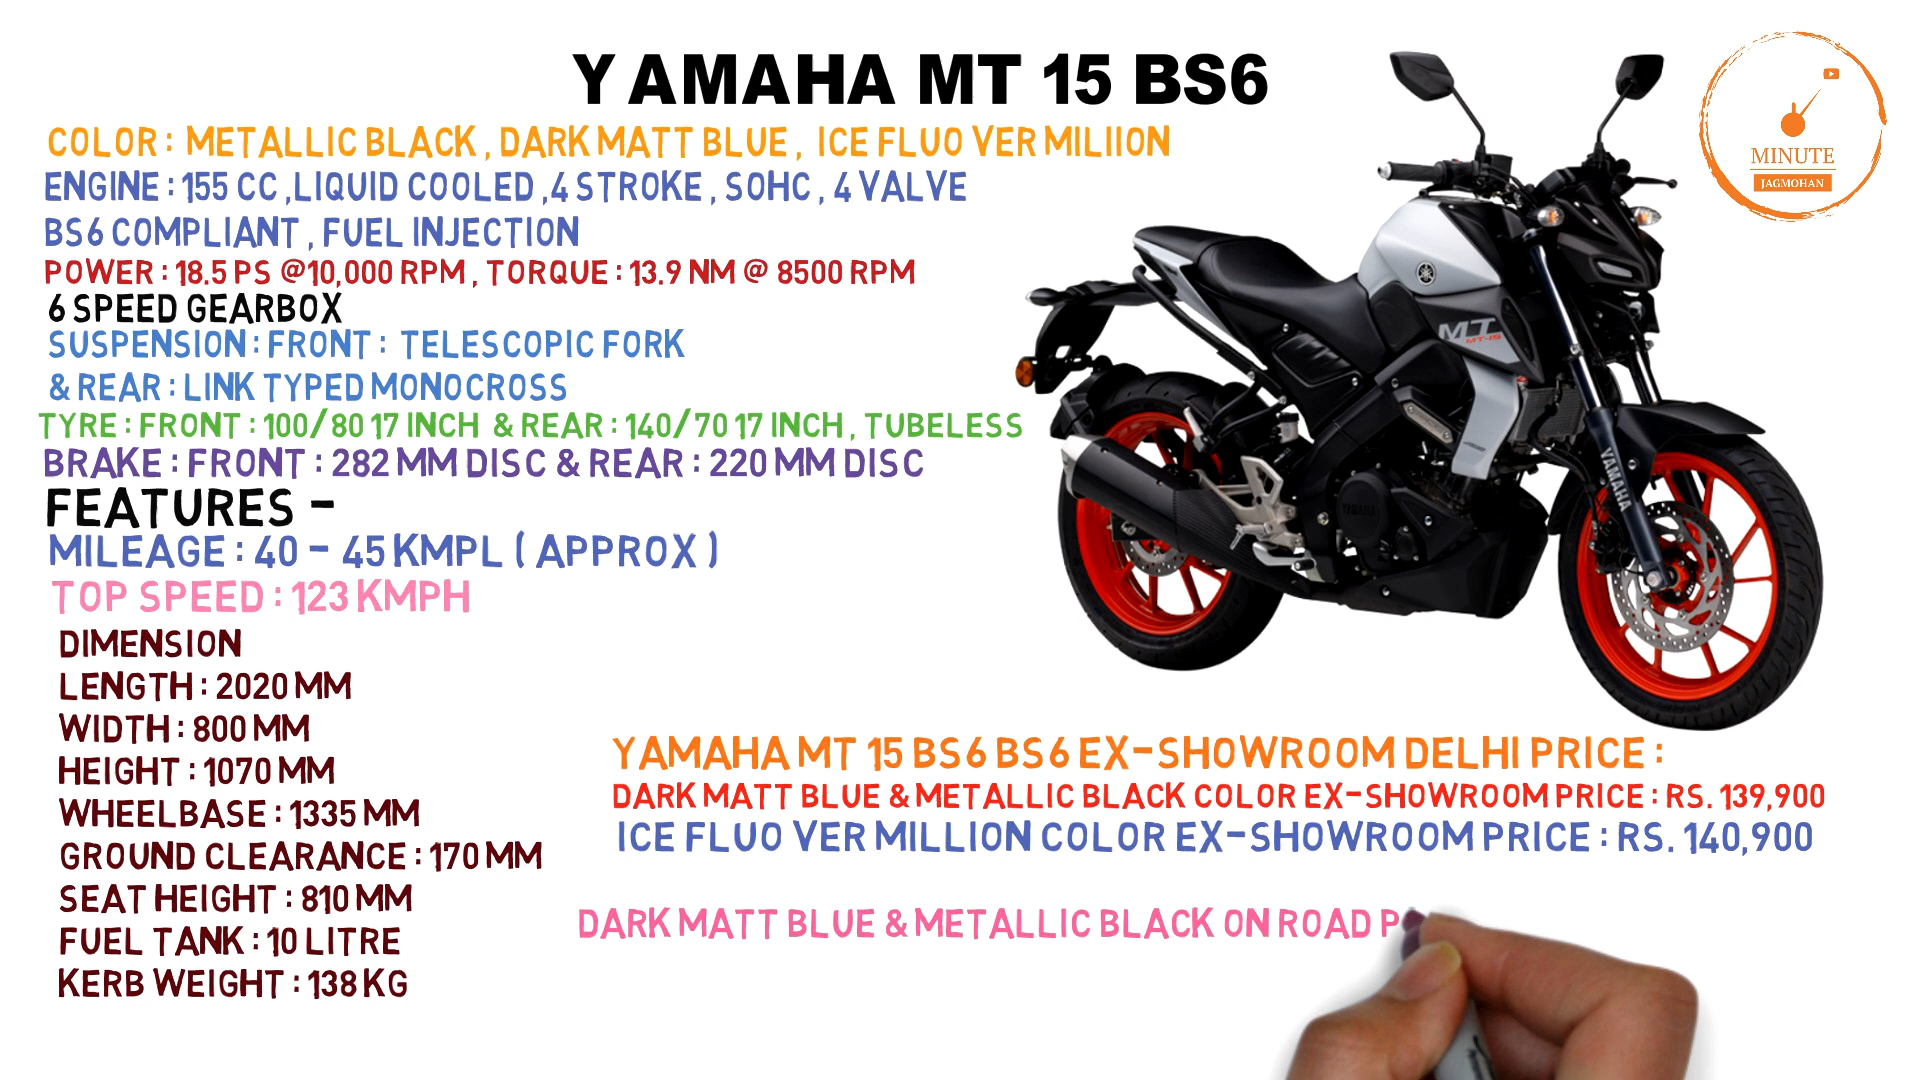 YAMAHA MT 15 BS6
COLOR : METALLIC BLACK , DARK MATT BLUE , ICE FLUO VER MILIION
ENGINE : 155 CC ,LIQUID COOLED ,4 STROKE , SOHC , 4 VALVE
BS6 COMPLIANT , FUEL INJECTION
POWER : 18.5 PS @10,000 RPM , TORQUE : 13.9 NM @ 8500 RPM
6 SPEED GEARBOX
SUSPENSION : FRONT : TELESCOPIC FORK
& REAR : LINK TYPED MONOCROSS
TYRE : FRONT : 100/80 17 INCH & REAR : 140/70 17 INCH , TUBELESS
BRAKE : FRONT : 282 MM DISC & REAR : 220 MM DISC
FEATURES -
MILEAGE : 40 - 45 KMPL ( APPROX )
TOP SPEED : 123 KMPH
DIMENSION
LENGTH : 2020 MM
WIDTH : 800 MM
HEIGHT : 1070 MM
WHEELBASE : 1335 MM
GROUND CLEARANCE : 170 MM
SEAT HEIGHT : 810 MM
FUEL TANK : 10 LITRE
KERB WEIGHT : 138 KG
MINUTE
JAGMOHAN
MT
MT-15
YAMAHA
YAMAHA
YAMAHA MT 15 BS6 BS6 EX-SHOWROOM DELHI PRICE :
DARK MATT BLUE & METALLIC BLACK COLOR EX-SHOWROOM PRICE : RS. 139,900
ICE FLUO VER MILLION COLOR EX-SHOWROOM PRICE : RS. 140,900
DARK MATT BLUE & METALLIC BLACK ON ROAD P